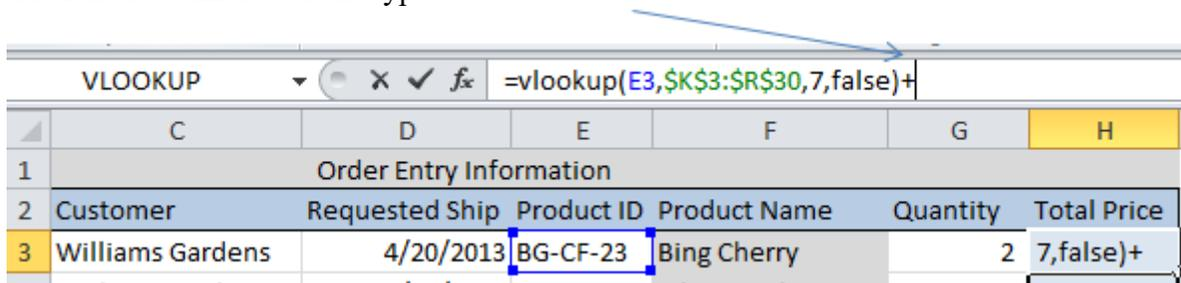 VLOOKUP fx =vlookup(E3,$K$3:$R$30,7,false)+
C D E F G H
1 Order Entry Information
2 Customer Requested Ship Product ID Product Name Quantity Total Price
3 Williams Gardens 4/20/2013 BG-CF-23 Bing Cherry 2 7,false)+